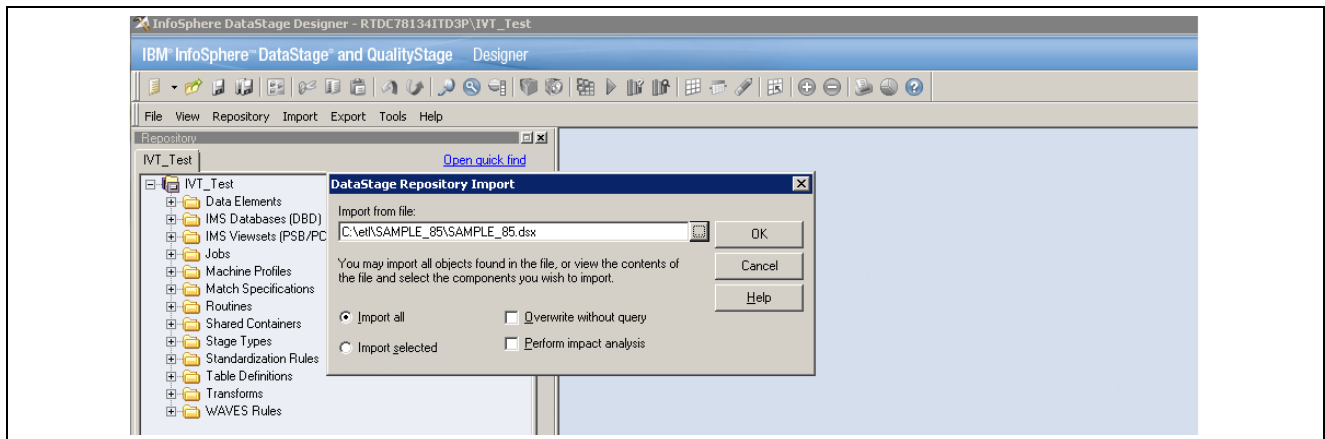 InfoSphere DataStage Designer - RTDC78134ITD3P\IVT_Test
IBM® InfoSphere™ DataStage® and QualityStage Designer
File View Repository Import Export Tools Help
Repository
IVT_Test
Open quick find
IVT_Test
Data Elements
IMS Databases (DBD)
IMS Viewsets (PSB/PC
Jobs
Machine Profiles
Match Specifications
Routines
Shared Containers
Stage Types
Standardization Rules
Table Definitions
Transforms
WAVES Rules
DataStage Repository Import
Import from file:
C:\etl\SAMPLE_85\SAMPLE_85.dsx
...
OK
You may import all objects found in the file, or view the contents of
the file and select the components you wish to import.
Cancel
Help
Import all
Overwrite without query
Import selected
Perform impact analysis